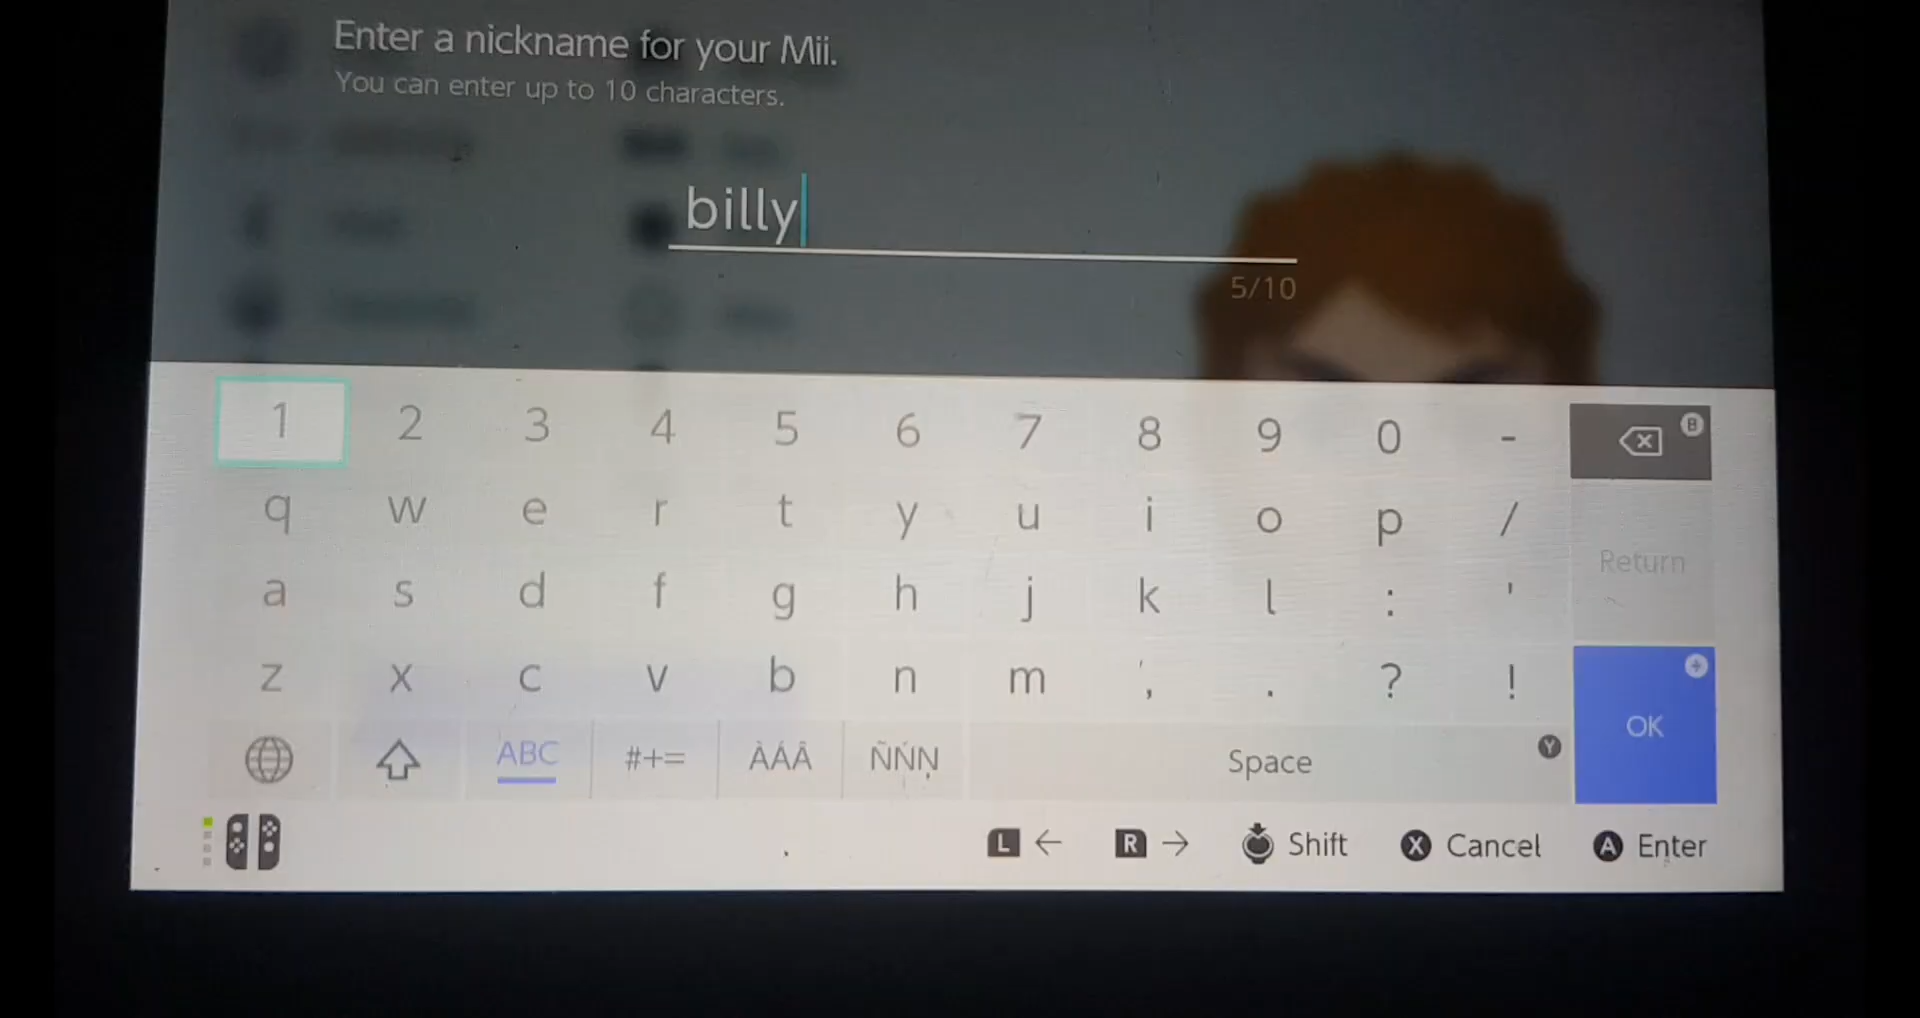 Enter a nickname for your Mii.
You can enter up to 10 characters.
billy
5/10
1 2 3 4 5 6 7 8 9 0 - B
q w e r t y u i o p /
Return
a s d f g h j k l : '
z x c v b n m , ' . ? ! +
OK
ABC #+= ÀÁÂ ÑŃŅ Space Y
L ← R → Shift X Cancel A Enter